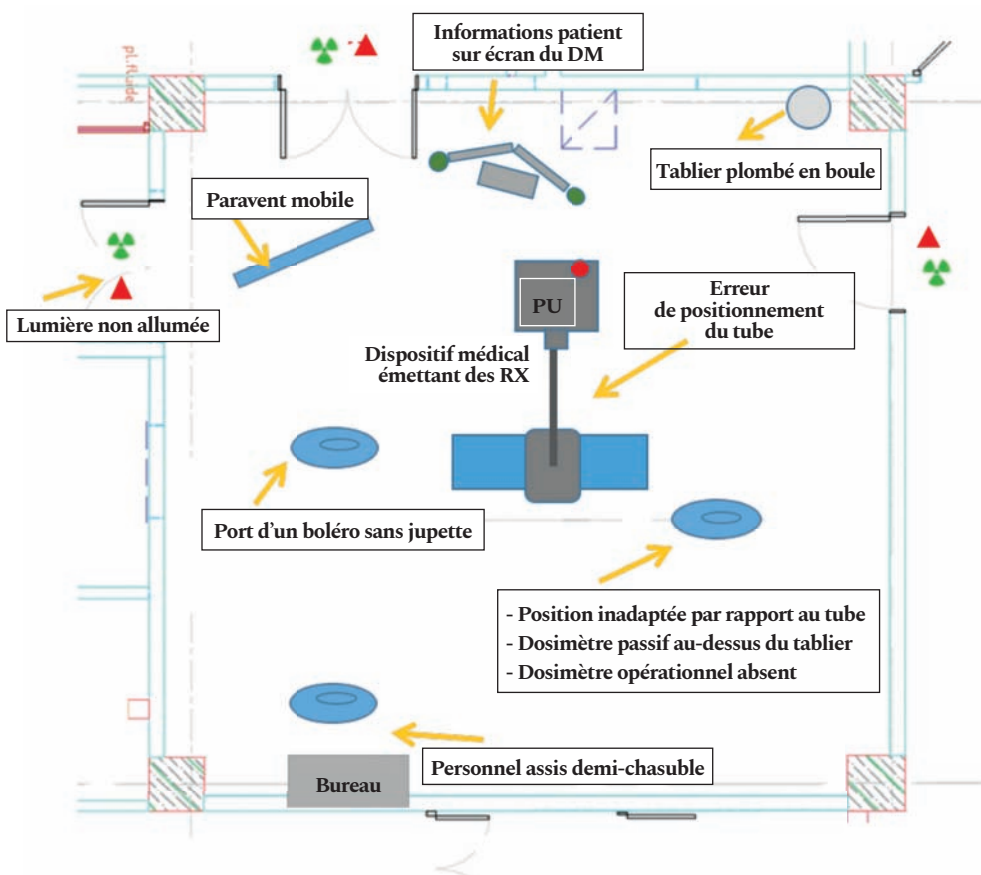 Informations patient
sur écran du DM
pl.fluide
Tablier plombé en boule
Paravent mobile
Lumière non allumée
PU
Erreur
de positionnement
du tube
Dispositif médical
émettant des RX
Port d'un boléro sans jupette
- Position inadaptée par rapport au tube
- Dosimètre passif au-dessus du tablier
- Dosimètre opérationnel absent
Personnel assis demi-chasuble
Bureau